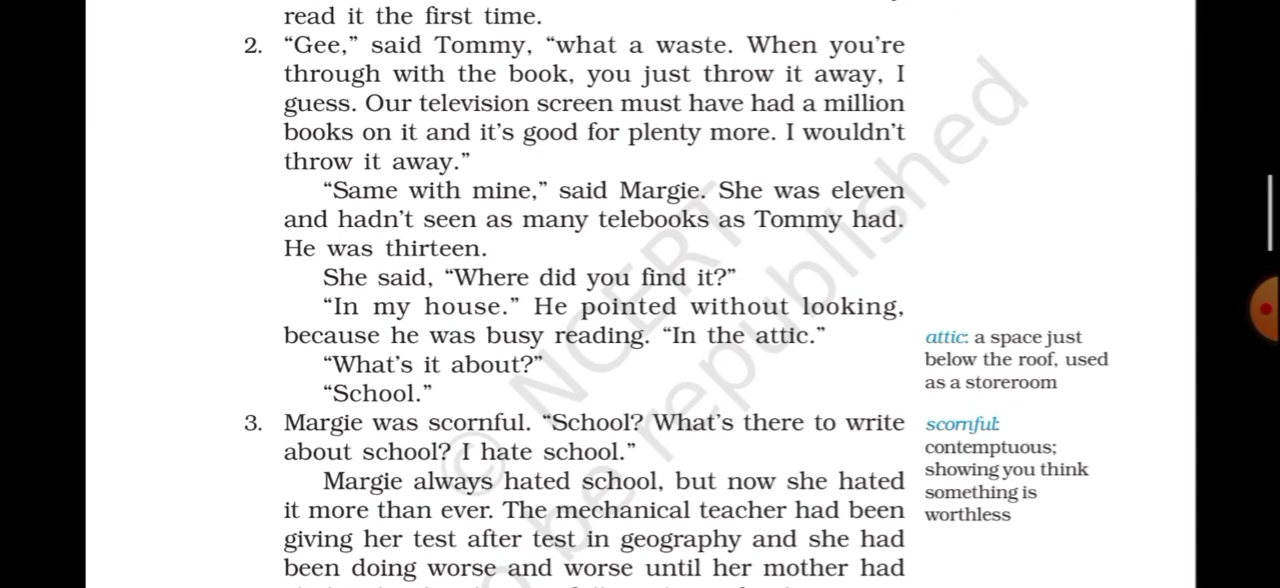 read it the first time.
2. “Gee,” said Tommy, “what a waste. When you’re
through with the book, you just throw it away, I
guess. Our television screen must have had a million
books on it and it’s good for plenty more. I wouldn’t
throw it away.”
“Same with mine,” said Margie. She was eleven
and hadn’t seen as many telebooks as Tommy had.
He was thirteen.
She said, “Where did you find it?”
“In my house.” He pointed without looking,
because he was busy reading. “In the attic.”
“What’s it about?”
“School.”
3. Margie was scornful. “School? What’s there to write
about school? I hate school.”
Margie always hated school, but now she hated
it more than ever. The mechanical teacher had been
giving her test after test in geography and she had
been doing worse and worse until her mother had
attic: a space just
below the roof, used
as a storeroom
scornful:
contemptuous;
showing you think
something is
worthless
© NCERT
be republished